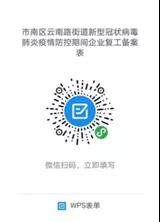 市南区云南路街道新型冠状病毒
肺炎疫情防控期间企业复工备案
表
微信扫码，立即填写
WPS表单